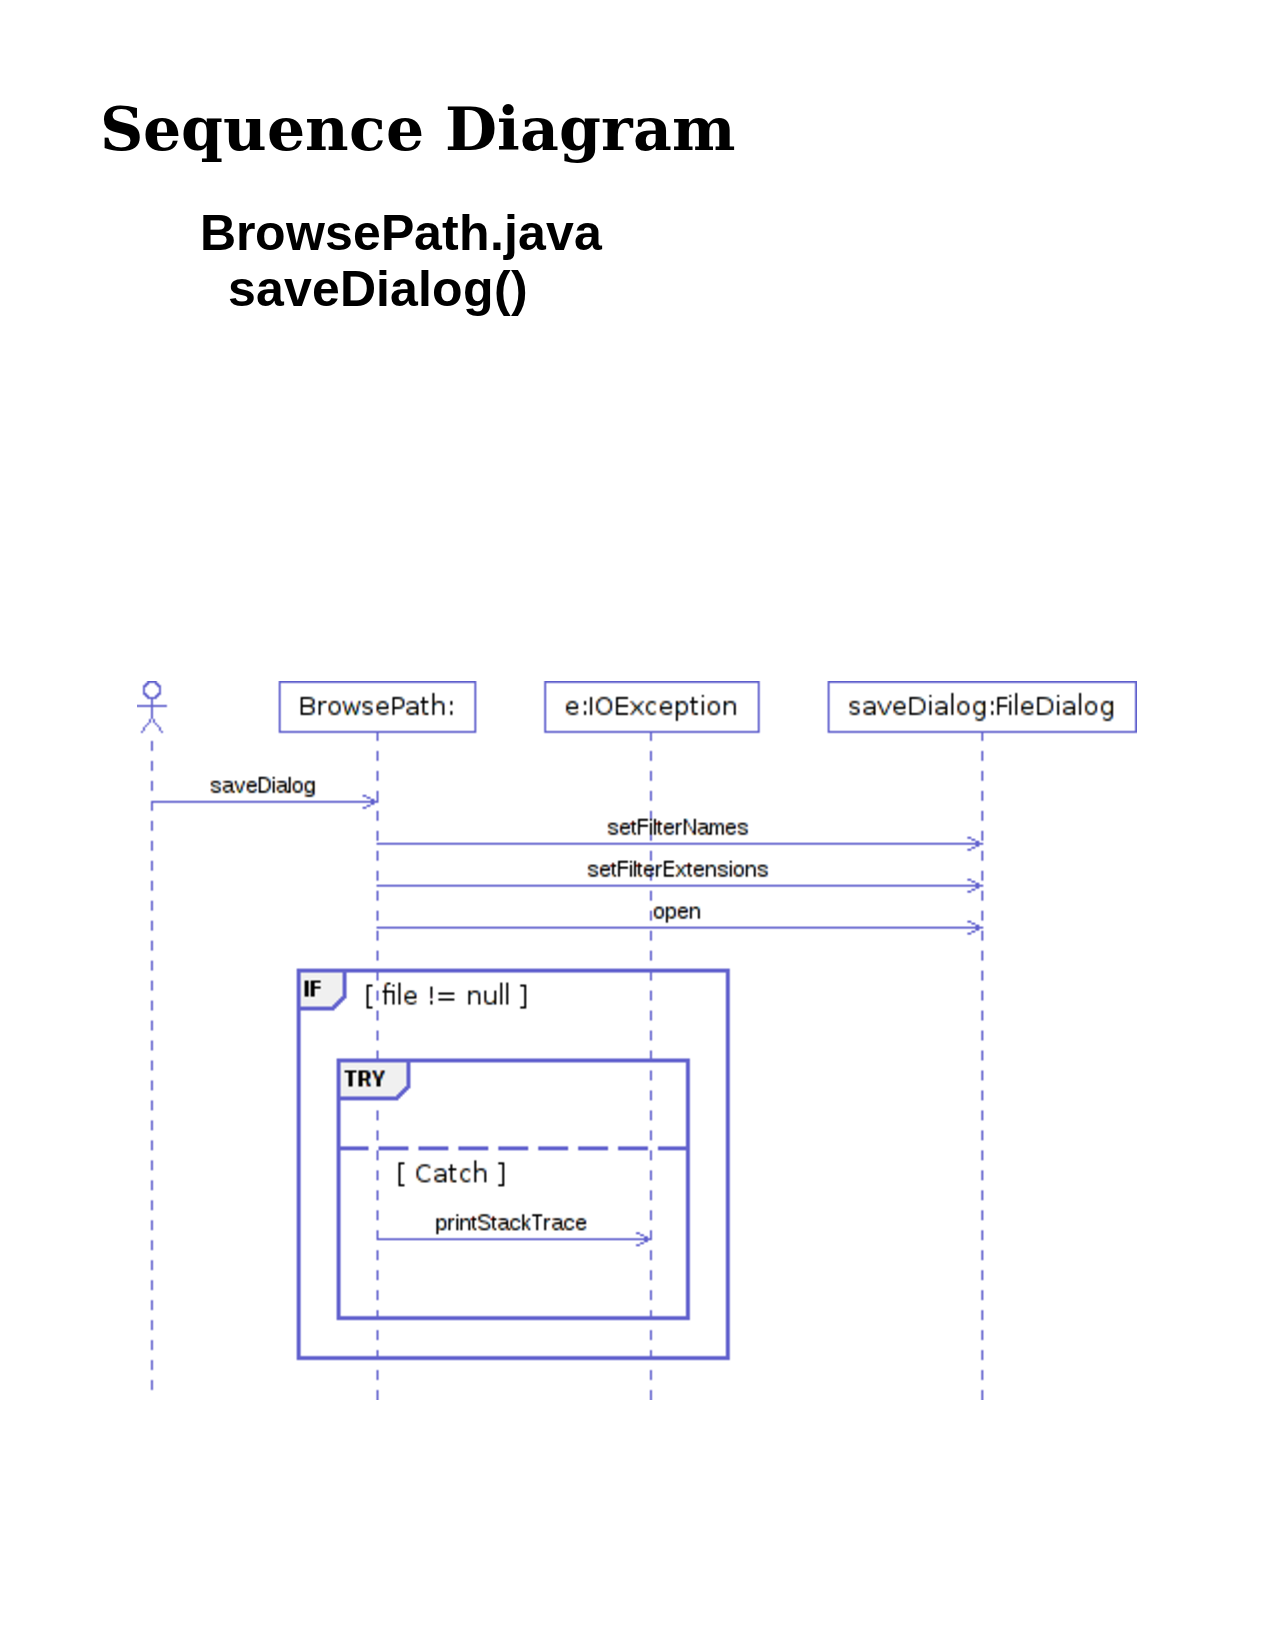 Sequence Diagram
BrowsePath.java
saveDialog()
BrowsePath:
e:IOException
saveDialog:FileDialog
saveDialog
setFilterNames
setFilterExtensions
open
IF
[ file != null ]
TRY
[ Catch ]
printStackTrace